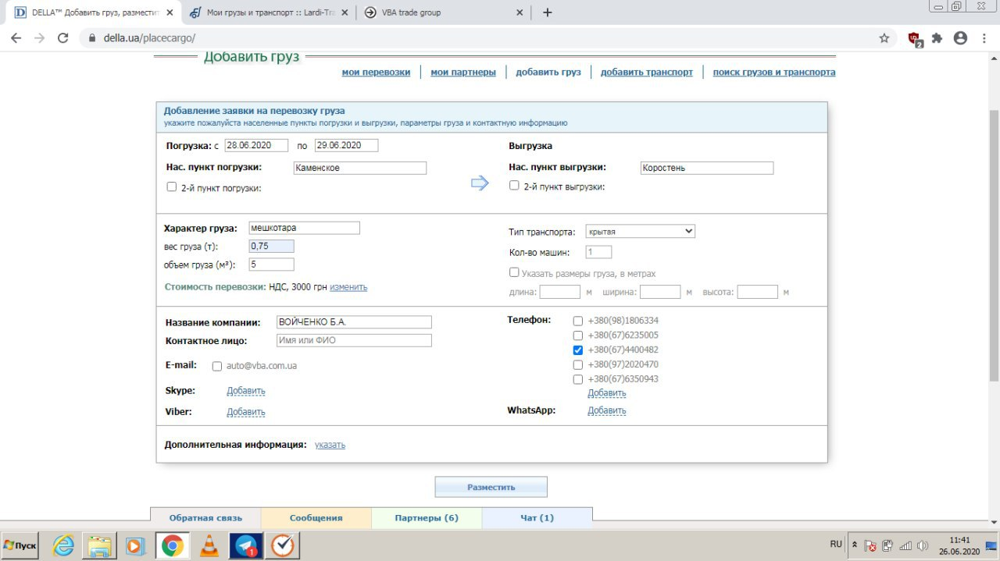 DELLA™ Добавить груз, размести
Мои грузы и транспорт :: Lardi-Tra
VBA trade group
della.ua/placecargo/
2
Добавить груз
мои перевозки
мои партнеры
добавить груз
добавить транспорт
поиск грузов и транспорта
Добавление заявки на перевозку груза
укажите пожалуйста населенные пункты погрузки и выгрузки, параметры груза и контактную информацию
Погрузка: с 28.06.2020 по 29.06.2020
Выгрузка
Нас. пункт погрузки: Каменское
Нас. пункт выгрузки: Коростень
2-й пункт погрузки:
2-й пункт выгрузки:
Характер груза: мешкотара
Тип транспорта: крытая
вес груза (т): 0,75
Кол-во машин: 1
объем груза (м³): 5
Указать размеры груза, в метрах
Стоимость перевозки: НДС, 3000 грн изменить
длина: м ширина: м высота: м
Название компании: ВОЙЧЕНКО Б.А.
Контактное лицо: Имя или ФИО
E-mail: auto@vba.com.ua
Skype: Добавить
Viber: Добавить
Телефон: +380(98)1806334
+380(67)6235005
+380(67)4400482
+380(97)2020470
+380(67)6350943
Добавить
WhatsApp: Добавить
Дополнительная информация: указать
Разместить
Обратная связь
Сообщения
Партнеры (6)
Чат (1)
Пуск
1
RU
11:41
26.06.2020